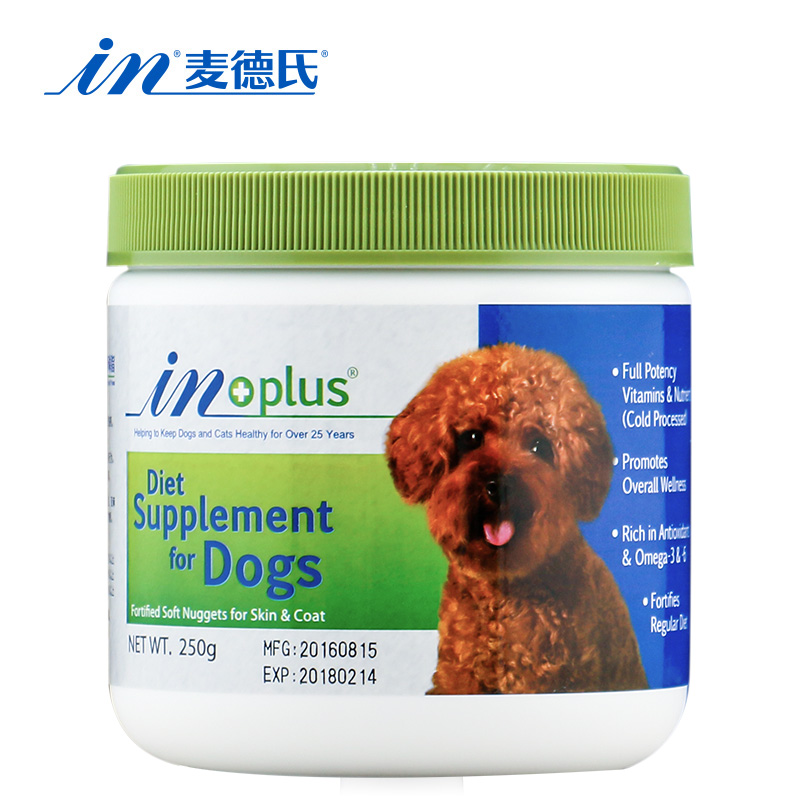 in® 麦德氏®
in plus®
Helping to Keep Dogs and Cats Healthy for Over 25 Years
Diet
Supplement
for Dogs
Fortified Soft Nuggets for Skin & Coat
NET WT. 250g
MFG:20160815
EXP:20180214
• Full Potency
Vitamins & Nutrien
(Cold Processed)
• Promotes
Overall Wellness
• Rich in Antioxidant
& Omega-3 & -6
• Fortifies
Regular Diet